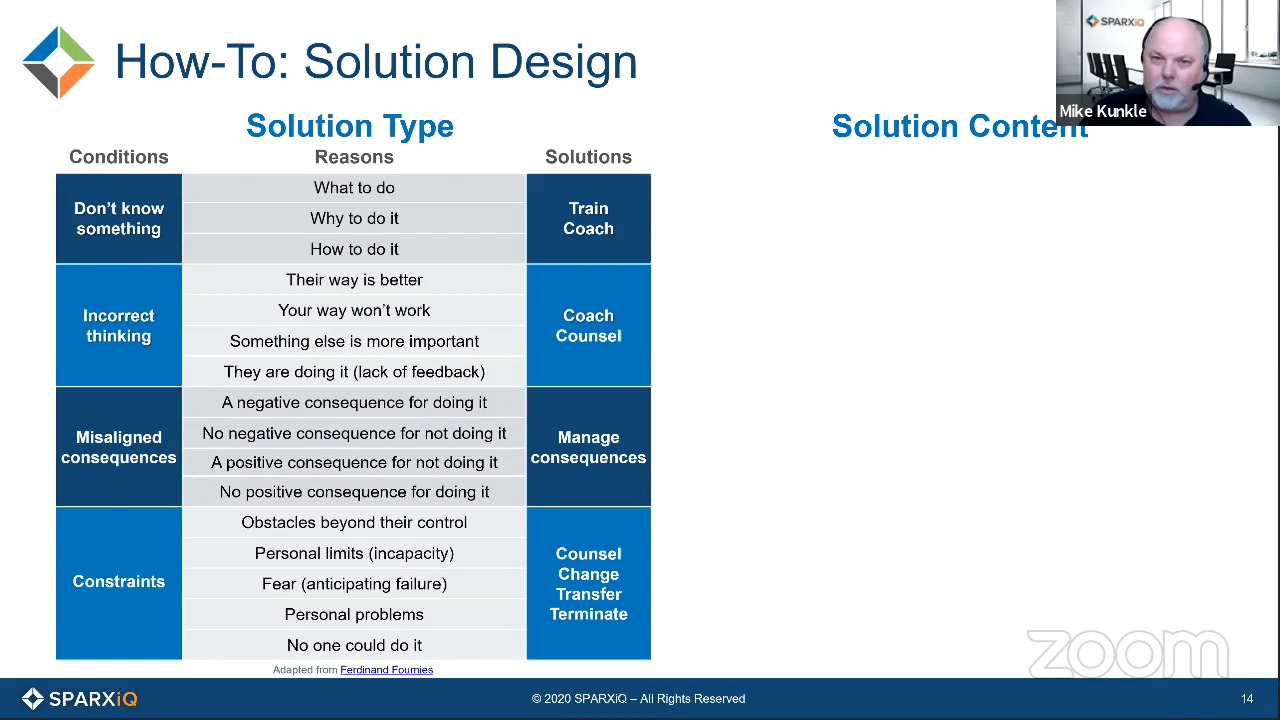 How-To: Solution Design
SPARXiQ
Mike Kunkle
Solution Type
Solution Content
Conditions
Reasons
Solutions
Don't know
something
What to do
Why to do it
How to do it
Train
Coach
Incorrect
thinking
Their way is better
Your way won't work
Something else is more important
They are doing it (lack of feedback)
Coach
Counsel
Misaligned
consequences
A negative consequence for doing it
No negative consequence for not doing it
A positive consequence for not doing it
No positive consequence for doing it
Manage
consequences
Constraints
Obstacles beyond their control
Personal limits (incapacity)
Fear (anticipating failure)
Personal problems
No one could do it
Counsel
Change
Transfer
Terminate
Adapted from Ferdinand Fournies
zoom
SPARXiQ
© 2020 SPARXiQ – All Rights Reserved
14